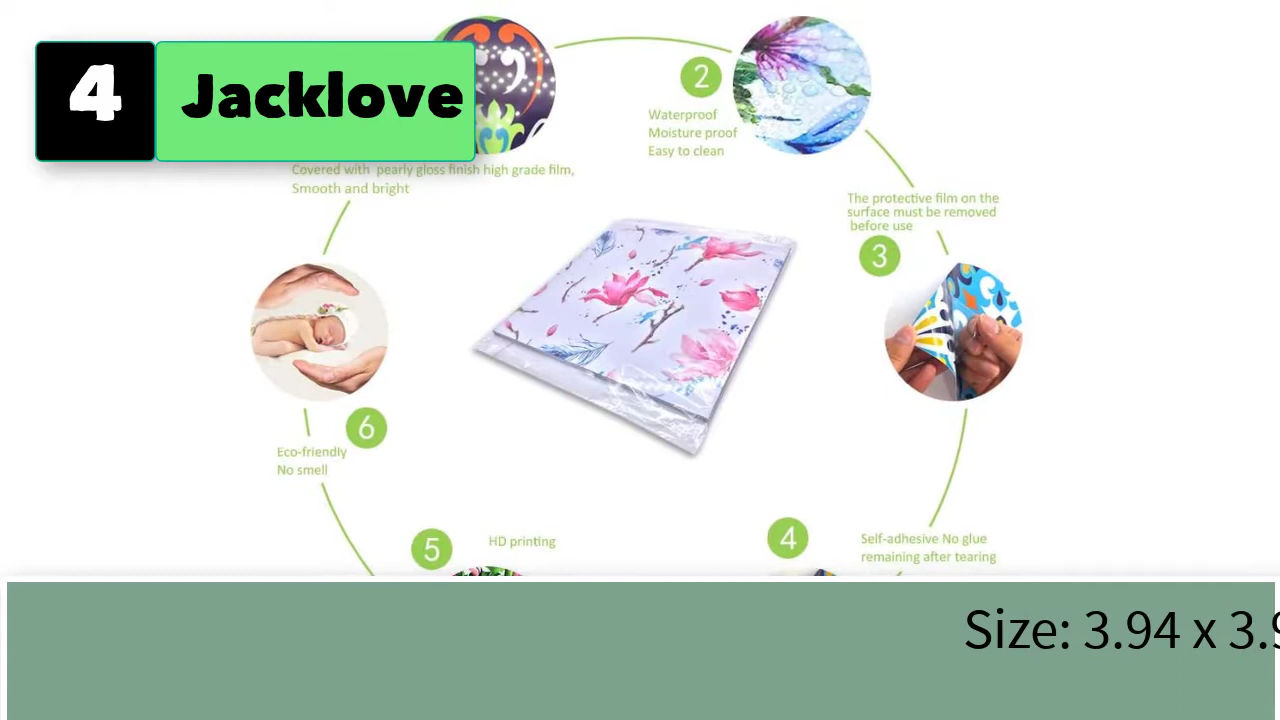 4 Jacklove
2
Waterproof
Moisture proof
Easy to clean
Covered with pearly gloss finish high grade film,
Smooth and bright
The protective film on the
surface must be removed
before use
3
6
Eco-friendly
No smell
5
HD printing
4
Self-adhesive No glue
remaining after tearing
Size: 3.94 x